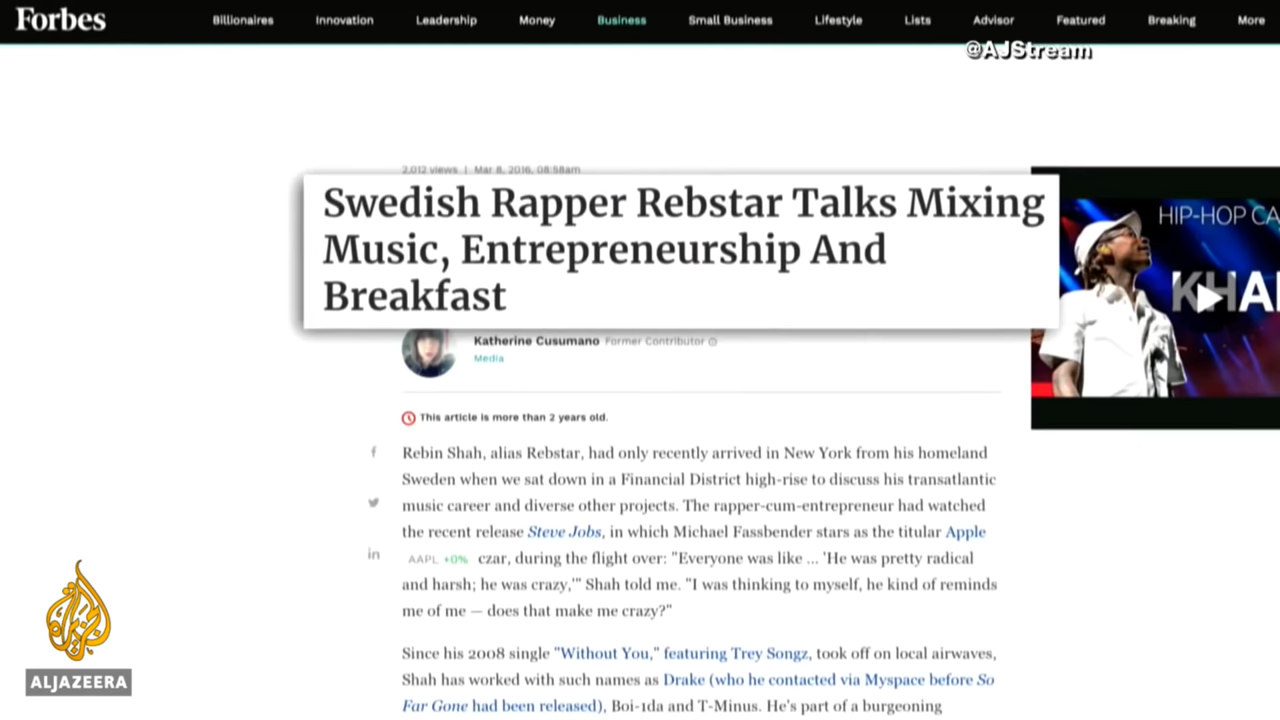 Forbes
Billionaires Innovation Leadership Money Business Small Business Lifestyle Lists Advisor Featured Breaking More
@AJStream
2,012 views | Mar 8, 2016, 08:58am
Swedish Rapper Rebstar Talks Mixing
Music, Entrepreneurship And
Breakfast
HIP-HOP CA
KHA
Katherine Cusumano Former Contributor
Media
This article is more than 2 years old.
Rebin Shah, alias Rebstar, had only recently arrived in New York from his homeland
Sweden when we sat down in a Financial District high-rise to discuss his transatlantic
music career and diverse other projects. The rapper-cum-entrepreneur had watched
the recent release Steve Jobs, in which Michael Fassbender stars as the titular Apple
AAPL +0% czar, during the flight over: "Everyone was like ... 'He was pretty radical
and harsh; he was crazy,'" Shah told me. "I was thinking to myself, he kind of reminds
me of me — does that make me crazy?"
Since his 2008 single "Without You," featuring Trey Songz, took off on local airwaves,
Shah has worked with such names as Drake (who he contacted via Myspace before So
Far Gone had been released), Boi-1da and T-Minus. He's part of a burgeoning
f
in
الجزيرة
ALJAZEERA